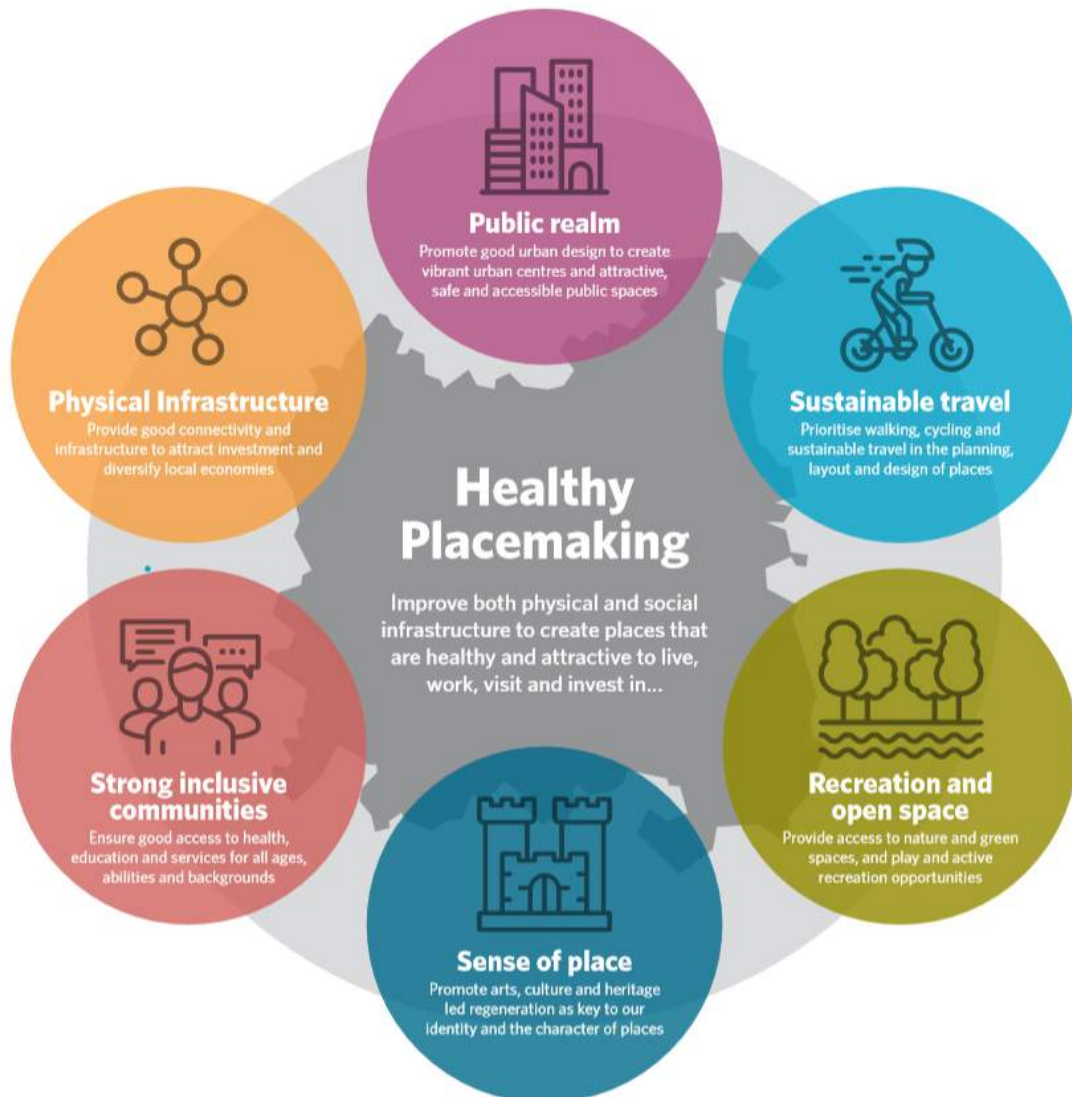 Public realm
Promote good urban design to create
vibrant urban centres and attractive,
safe and accessible public spaces
Physical Infrastructure
Provide good connectivity and
infrastructure to attract investment and
diversify local economies
Sustainable travel
Prioritise walking, cycling and
sustainable travel in the planning,
layout and design of places
Healthy
Placemaking
Improve both physical and social
infrastructure to create places that
are healthy and attractive to live,
work, visit and invest in...
Strong inclusive
communities
Ensure good access to health,
education and services for all ages,
abilities and backgrounds
Recreation and
open space
Provide access to nature and green
spaces, and play and active
recreation opportunities
Sense of place
Promote arts, culture and heritage
led regeneration as key to our
identity and the character of places